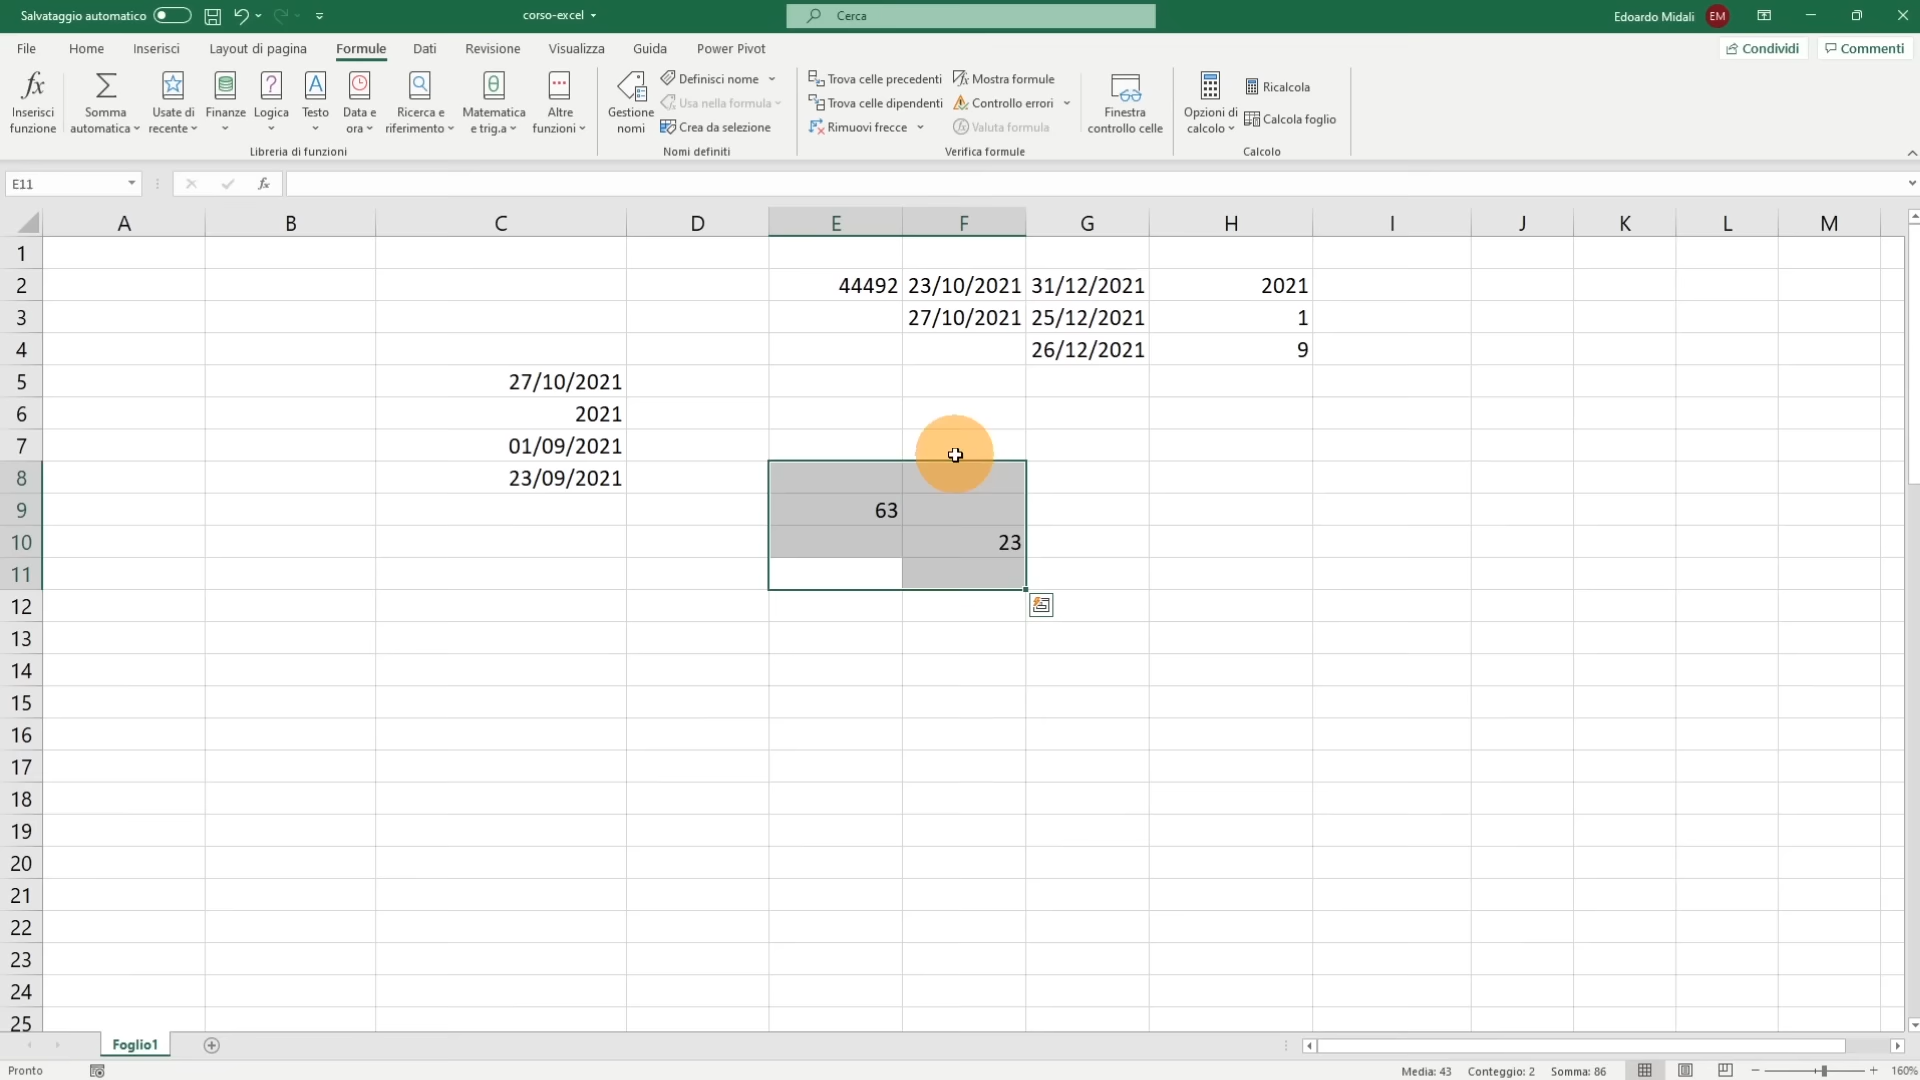 Salvataggio automatico
corso-excel
Cerca
Edoardo Midali EM
File Home Inserisci Layout di pagina Formule Dati Revisione Visualizza Guida Power Pivot Condividi Commenti
Inserisci funzione
Somma automatica
Usate di recente
Finanze
Logica
Testo
Data e ora
Ricerca e riferimento
Matematica e trig.a
Altre funzioni
Libreria di funzioni
Gestione nomi
Definisci nome
Usa nella formula
Crea da selezione
Nomi definiti
Trova celle precedenti
Trova celle dipendenti
Rimuovi frecce
Mostra formule
Controllo errori
Valuta formula
Verifica formule
Finestra controllo celle
Opzioni di calcolo
Ricalcola
Calcola foglio
Calcolo
E11 fx
A B C D E F G H I J K L M
1
2 44492 23/10/2021 31/12/2021 2021
3 27/10/2021 25/12/2021 1
4 26/12/2021 9
5 27/10/2021
6 2021
7 01/09/2021
8 23/09/2021
9 63
10 23
11
12
13
14
15
16
17
18
19
20
21
22
23
24
25
Foglio1
Pronto Media: 43 Conteggio: 2 Somma: 86 160%